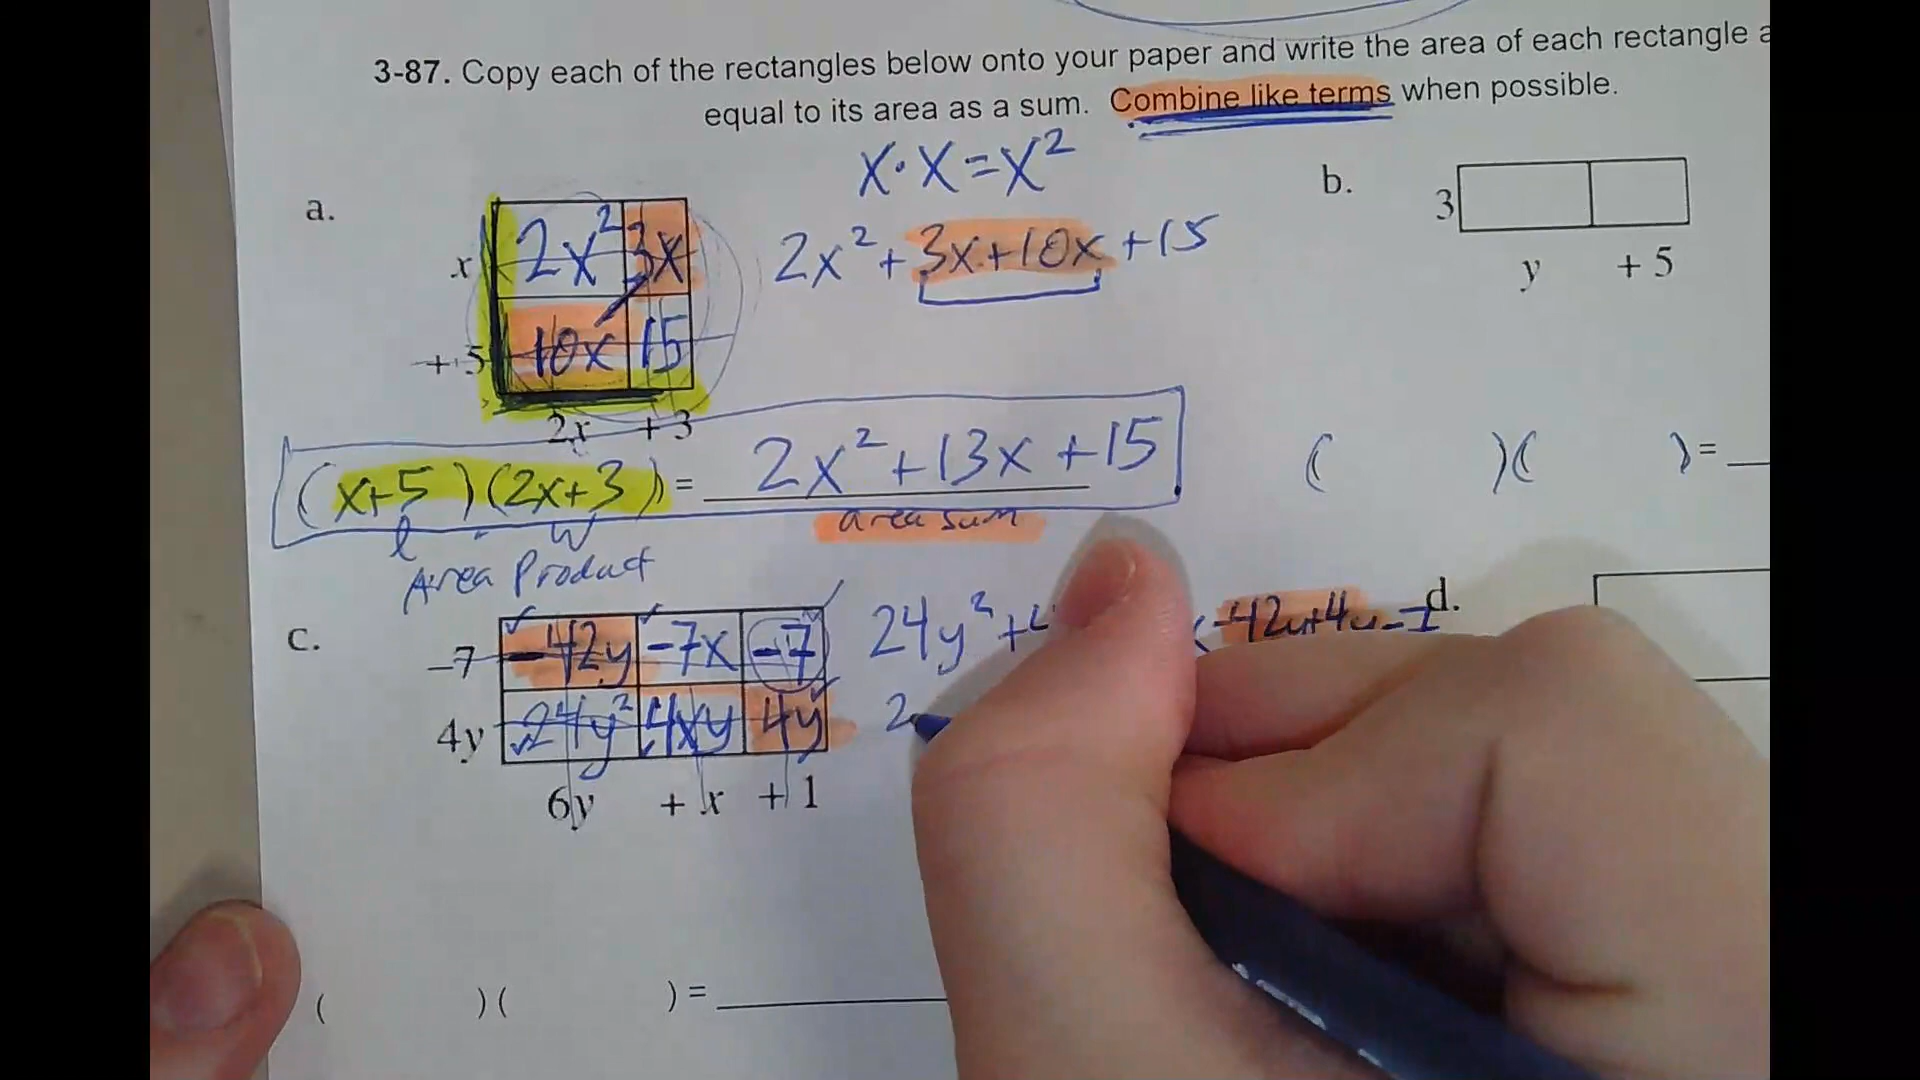 3-87. Copy each of the rectangles below onto your paper and write the area of each rectangle
equal to its area as a sum. Combine like terms when possible.
x·x=x²
a.
2x² 3x
x
10x 15
+ 5
2x + 3
2x² + 3x + 10x + 15
b.
3
y + 5
(x+5)(2x+3) = 2x² + 13x + 15
l w
area sum
Area Product
( )( ) =
c.
-7 -42y -7x -7
4y 24y² 4xy 4y
6y + x + 1
24y² + 4
-42y+4y-7
2
d.
( )( ) =